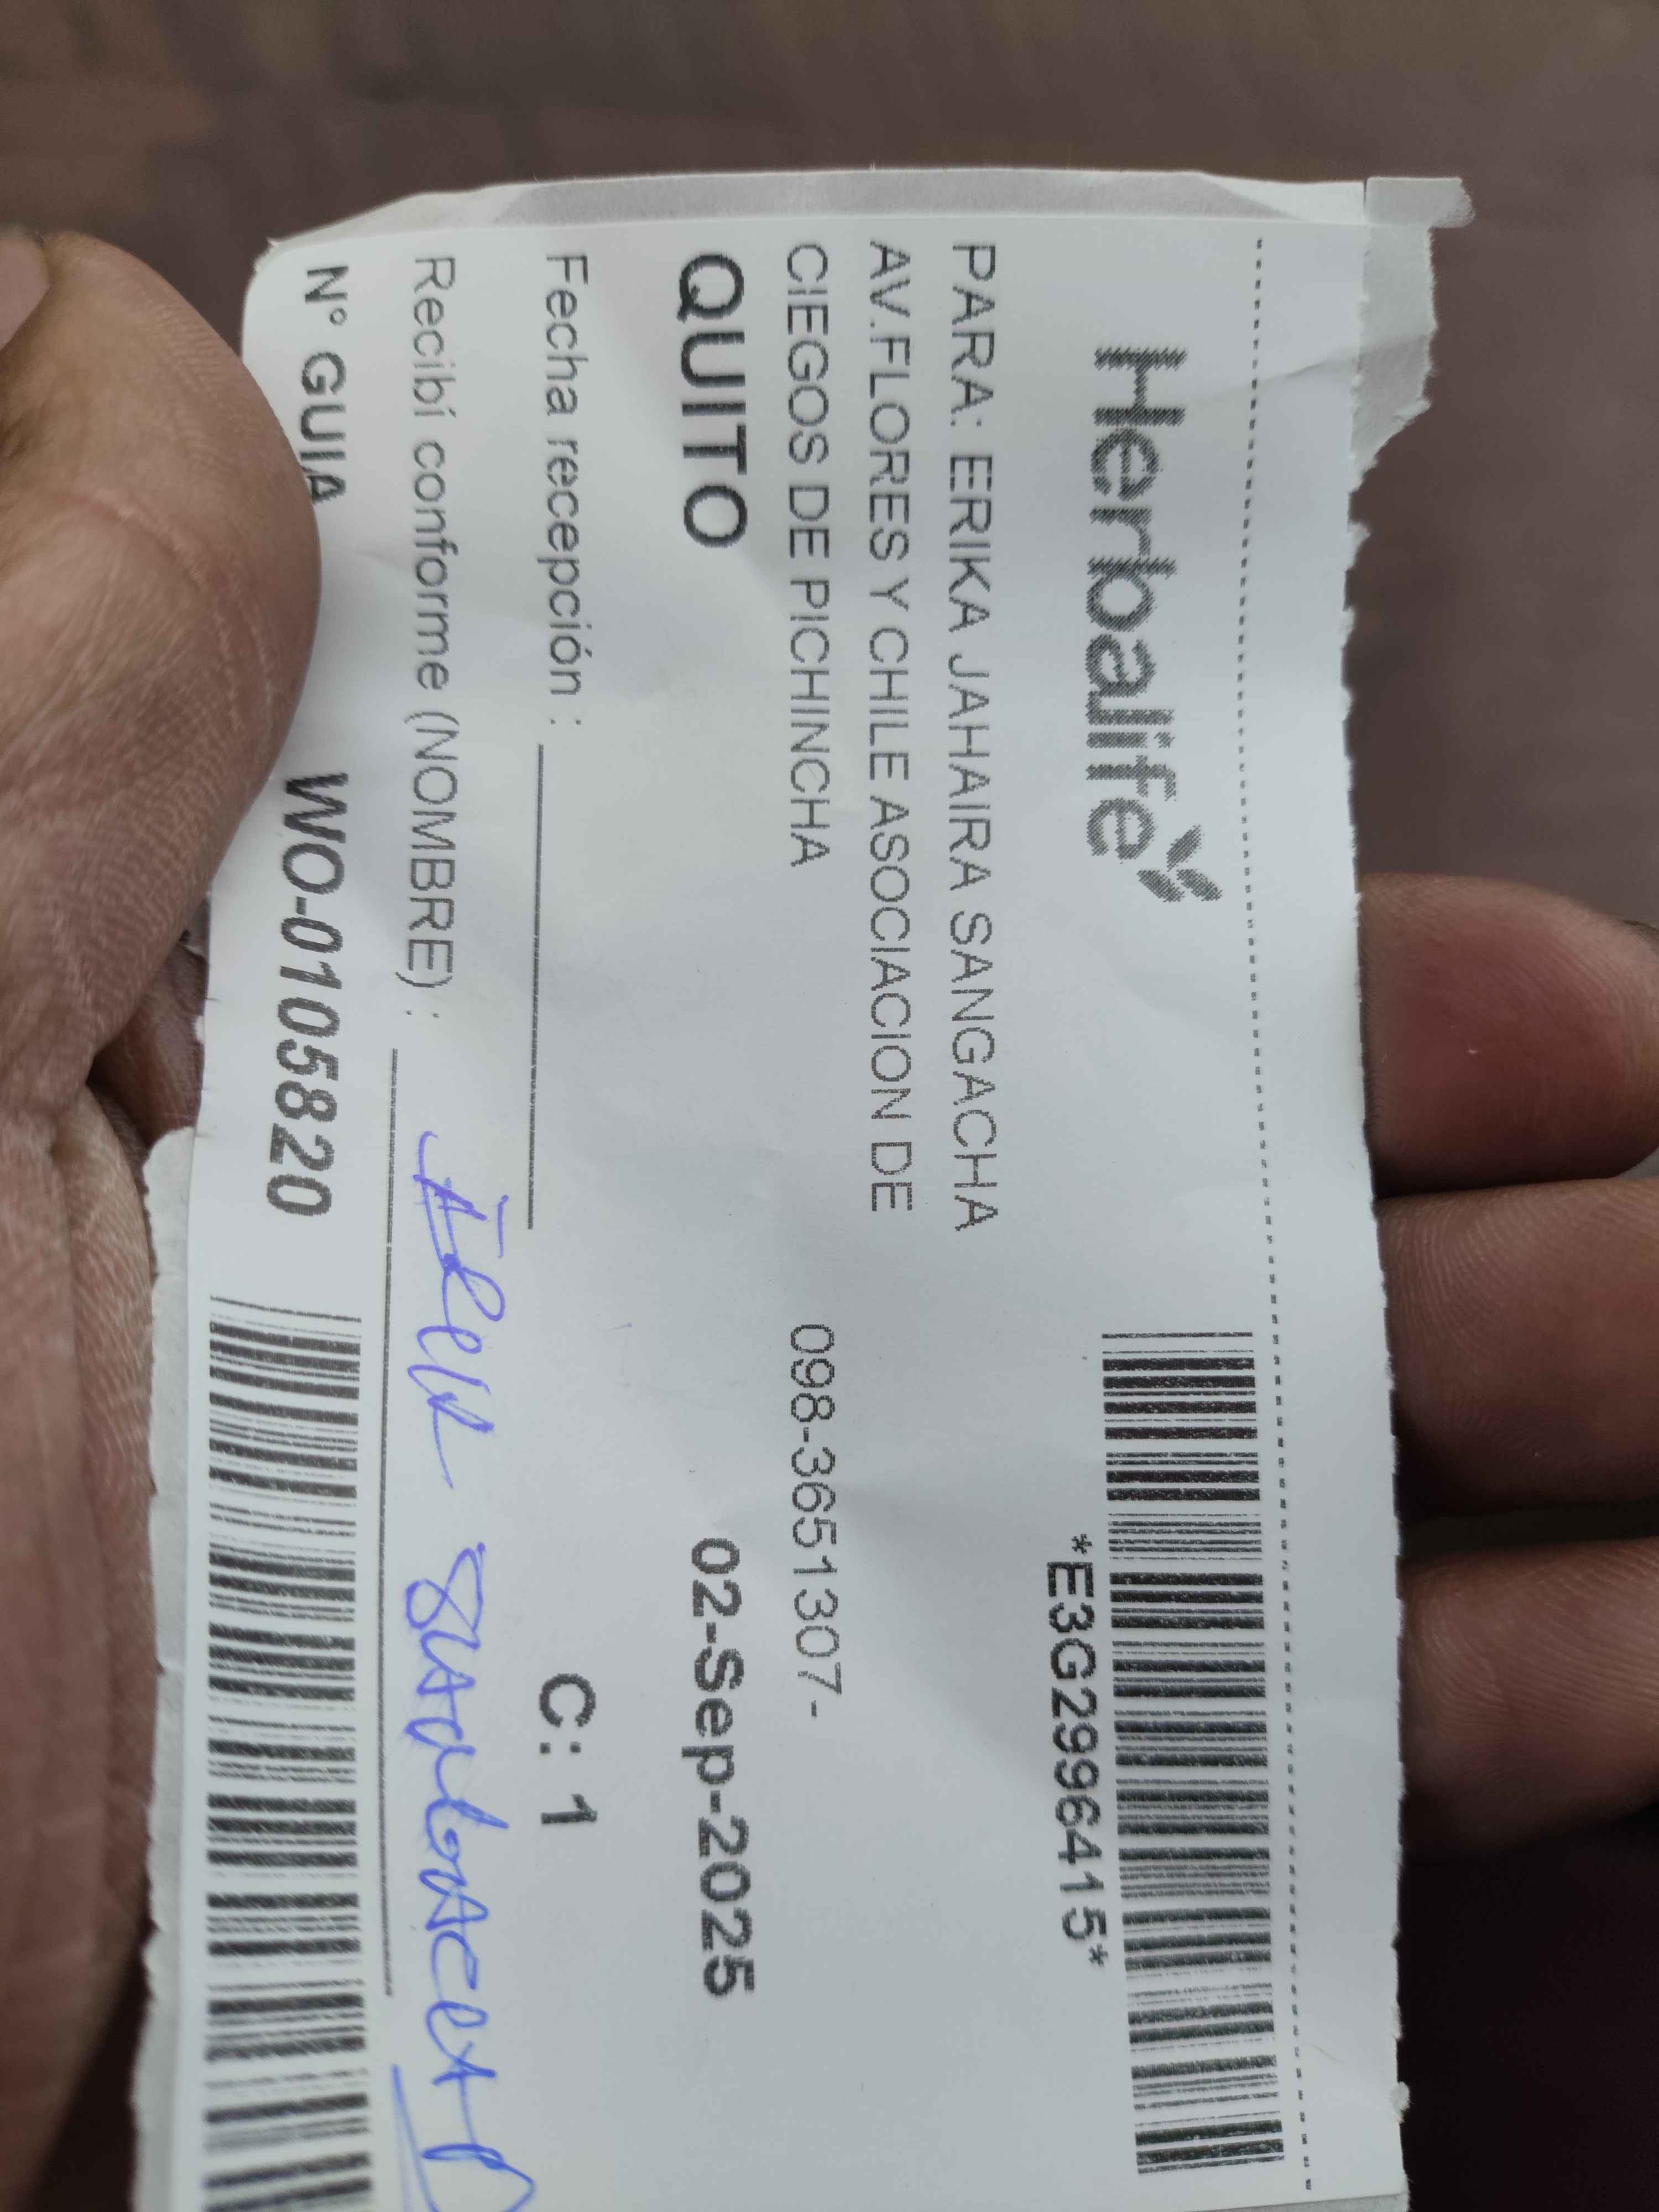 Herbalife
*E3G2996415*
PARA: ERIKA JAHAIRA SANGACHA
AV.FLORES Y CHILE ASOCIACION DE
CIEGOS DE PICHINCHA 098-3651307-
QUITO 02-Sep-2025
Fecha recepción : C: 1
Recibí conforme (NOMBRE) :
N° GUIA WO-0105820